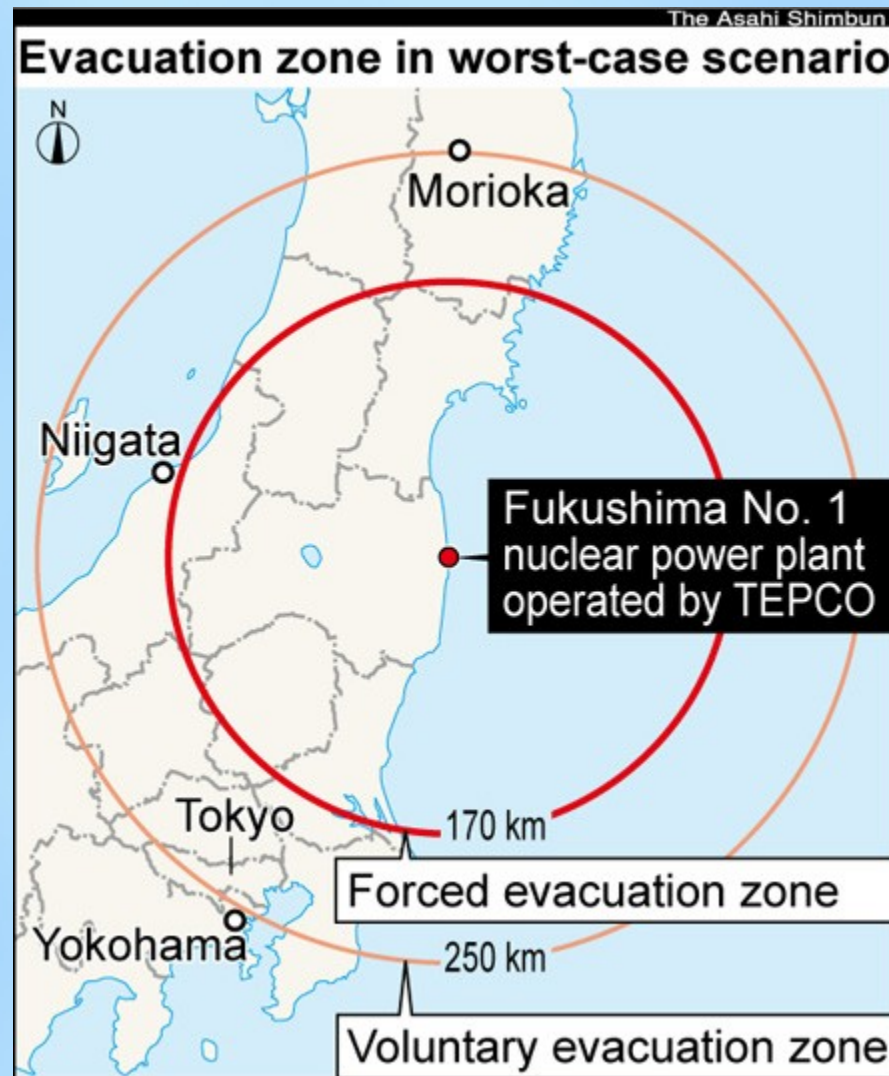 The Asahi Shimbun
Evacuation zone in worst-case scenario
N
Morioka
Niigata
Fukushima No. 1
nuclear power plant
operated by TEPCO
Tokyo
170 km
Forced evacuation zone
Yokohama
250 km
Voluntary evacuation zone